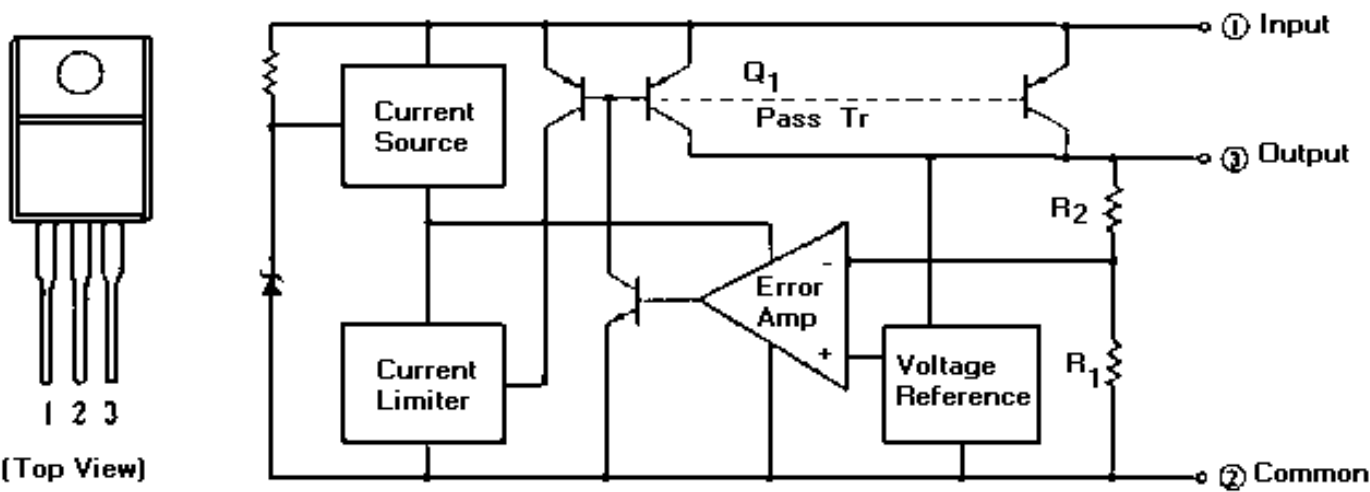 ① Input
Q1
Pass Tr
Current
Source
③ Output
R2
Error
Amp
-
+
Voltage
Reference
R1
Current
Limiter
② Common
1 2 3
(Top View)